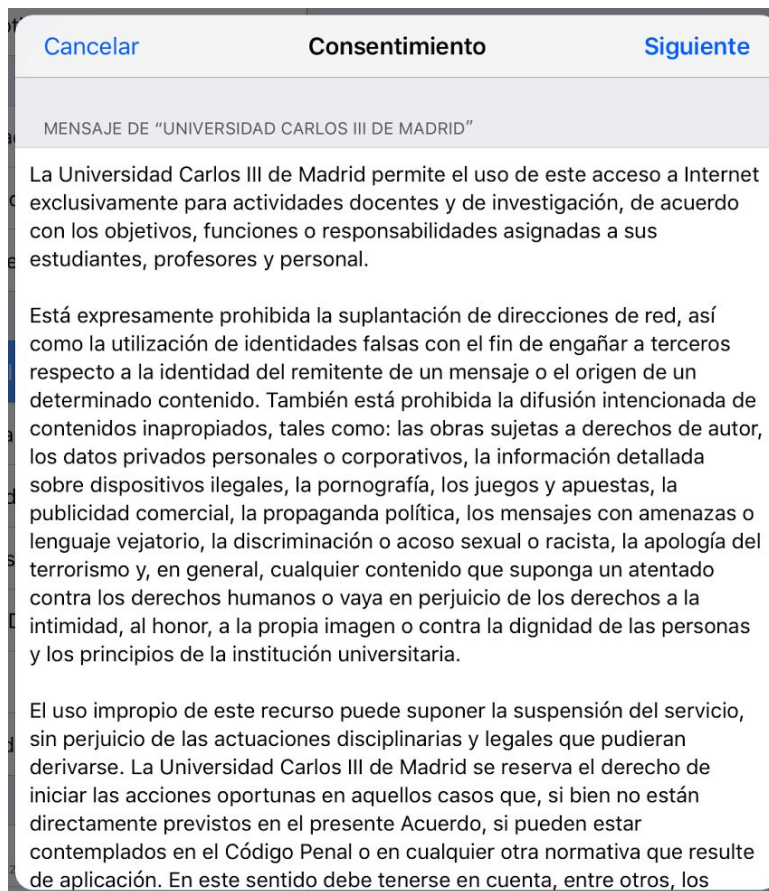 Cancelar
Consentimiento
Siguiente
MENSAJE DE “UNIVERSIDAD CARLOS III DE MADRID”
La Universidad Carlos III de Madrid permite el uso de este acceso a Internet
exclusivamente para actividades docentes y de investigación, de acuerdo
con los objetivos, funciones o responsabilidades asignadas a sus
estudiantes, profesores y personal.
Está expresamente prohibida la suplantación de direcciones de red, así
como la utilización de identidades falsas con el fin de engañar a terceros
respecto a la identidad del remitente de un mensaje o el origen de un
determinado contenido. También está prohibida la difusión intencionada de
contenidos inapropiados, tales como: las obras sujetas a derechos de autor,
los datos privados personales o corporativos, la información detallada
sobre dispositivos ilegales, la pornografía, los juegos y apuestas, la
publicidad comercial, la propaganda política, los mensajes con amenazas o
lenguaje vejatorio, la discriminación o acoso sexual o racista, la apología del
terrorismo y, en general, cualquier contenido que suponga un atentado
contra los derechos humanos o vaya en perjuicio de los derechos a la
intimidad, al honor, a la propia imagen o contra la dignidad de las personas
y los principios de la institución universitaria.
El uso impropio de este recurso puede suponer la suspensión del servicio,
sin perjuicio de las actuaciones disciplinarias y legales que pudieran
derivarse. La Universidad Carlos III de Madrid se reserva el derecho de
iniciar las acciones oportunas en aquellos casos que, si bien no están
directamente previstos en el presente Acuerdo, si pueden estar
contemplados en el Código Penal o en cualquier otra normativa que resulte
de aplicación. En este sentido debe tenerse en cuenta, entre otros, los